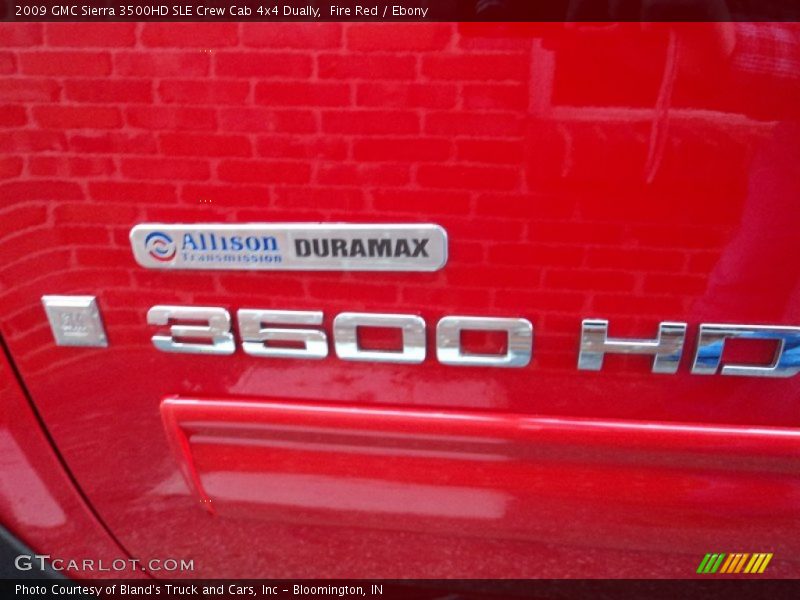 2009 GMC Sierra 3500HD SLE Crew Cab 4x4 Dually,  Fire Red / Ebony
Allison DURAMAX
Transmission
GM
3500 HD
GTCARLOT.COM
Photo Courtesy of Bland's Truck and Cars, Inc - Bloomington, IN